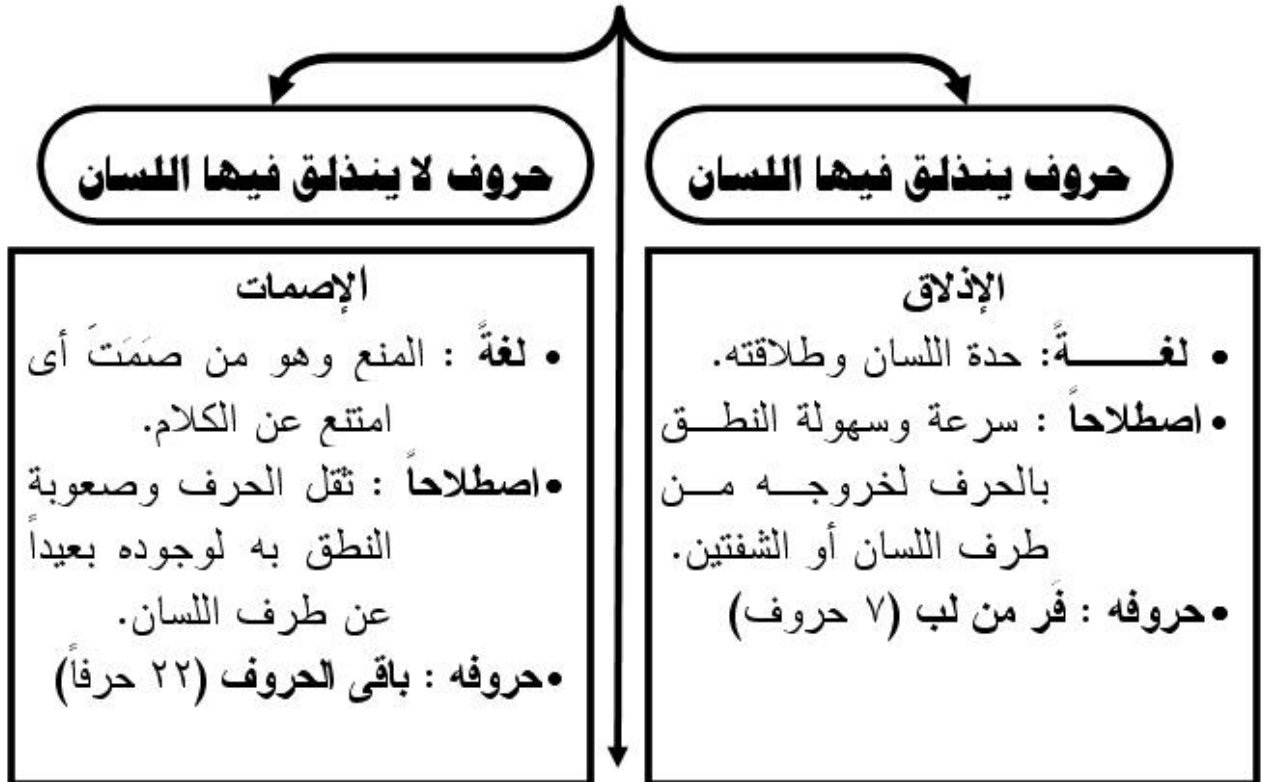 حروف ينذلق فيها اللسان
الإذلاق
• لغـــــــةً: حدة اللسان وطلاقته.
• اصطلاحاً : سرعة وسهولة النطـــق
بالحرف لخروجـــه مـــن
طرف اللسان أو الشفتين.
• حروفه : فَر من لب (٧ حروف)
حروف لا ينذلق فيها اللسان
الإصمات
• لغةً : المنع وهو من صَمَتَ أى
امتنع عن الكلام.
• اصطلاحاً : ثقل الحرف وصعوبة
النطق به لوجوده بعيداً
عن طرف اللسان.
• حروفه : باقى الحروف (٢٢ حرفاً)